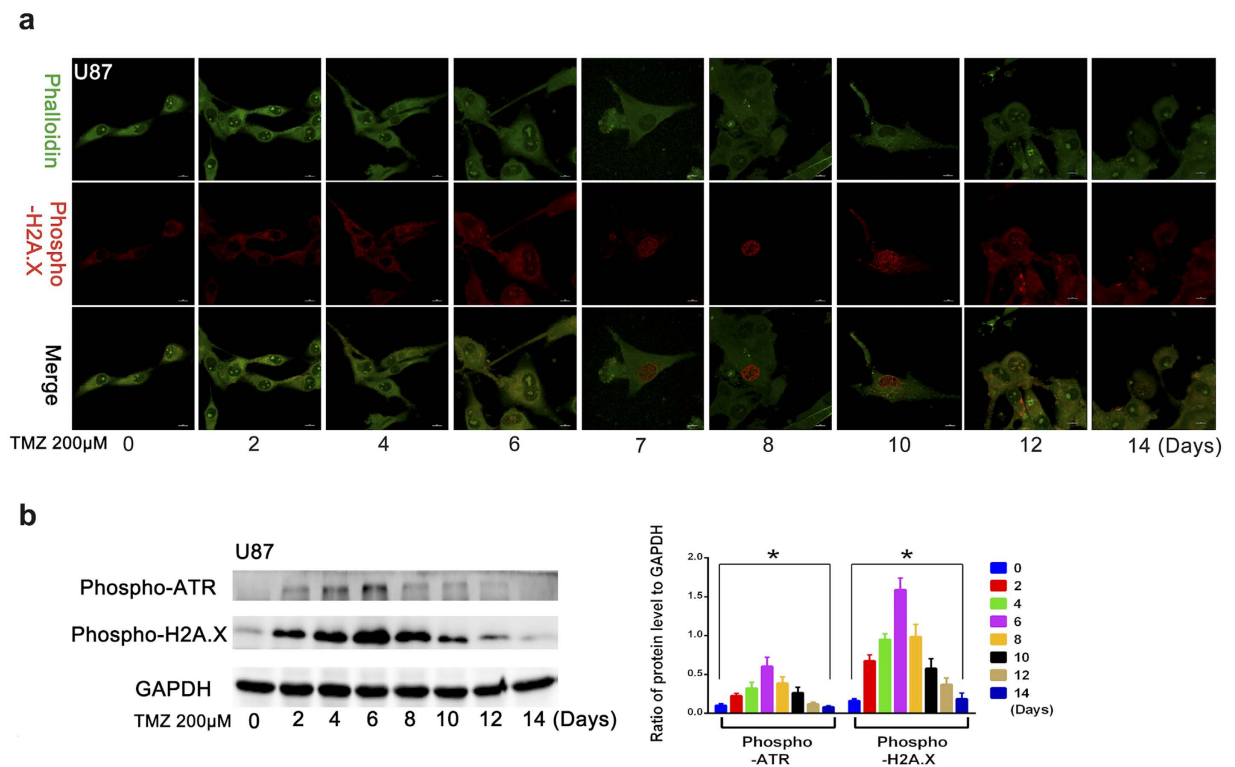 a
U87
Phalloidin
Phospho
-H2A.X
Merge
TMZ 200μM 0 2 4 6 7 8 10 12 14 (Days)
b
U87
Phospho-ATR
Phospho-H2A.X
GAPDH
TMZ 200μM 0 2 4 6 8 10 12 14 (Days)
Ratio of protein level to GAPDH
2.0
1.5
1.0
0.5
0.0
*
*
Phospho
-ATR
Phospho
-H2A.X
0
2
4
6
8
10
12
14
(Days)